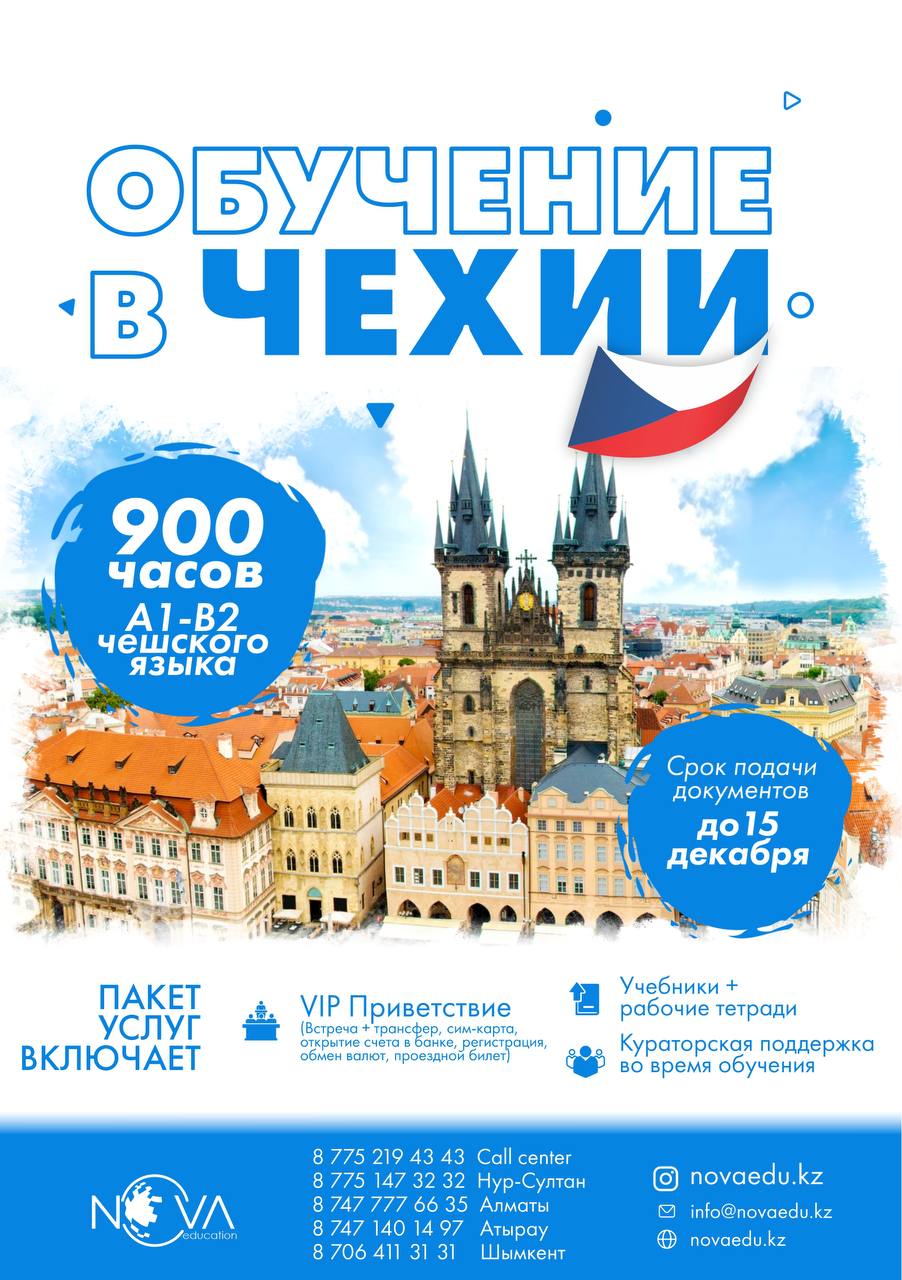 ОБУЧЕНИЕ
В ЧЕХИИ
900
часов
А1-В2
чешского
языка
Срок подачи
документов
до 15
декабря
ПАКЕТ
УСЛУГ
ВКЛЮЧАЕТ
VIP Приветствие
(Встреча + трансфер, сим-карта,
открытие счета в банке, регистрация,
обмен валют, проездной билет)
Учебники +
рабочие тетради
Кураторская поддержка
во время обучения
NOVA
education
8 775 219 43 43 Call center
8 775 147 32 32 Нур-Султан
8 747 777 66 35 Алматы
8 747 140 14 97 Атырау
8 706 411 31 31 Шымкент
novaedu.kz
info@novaedu.kz
novaedu.kz